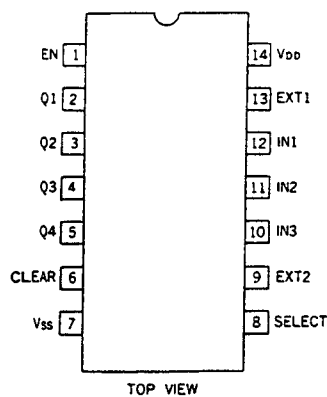 EN 1 14 VDD
Q1 2 13 EXT1
Q2 3 12 IN1
Q3 4 11 IN2
Q4 5 10 IN3
CLEAR 6 9 EXT2
Vss 7 8 SELECT
TOP VIEW